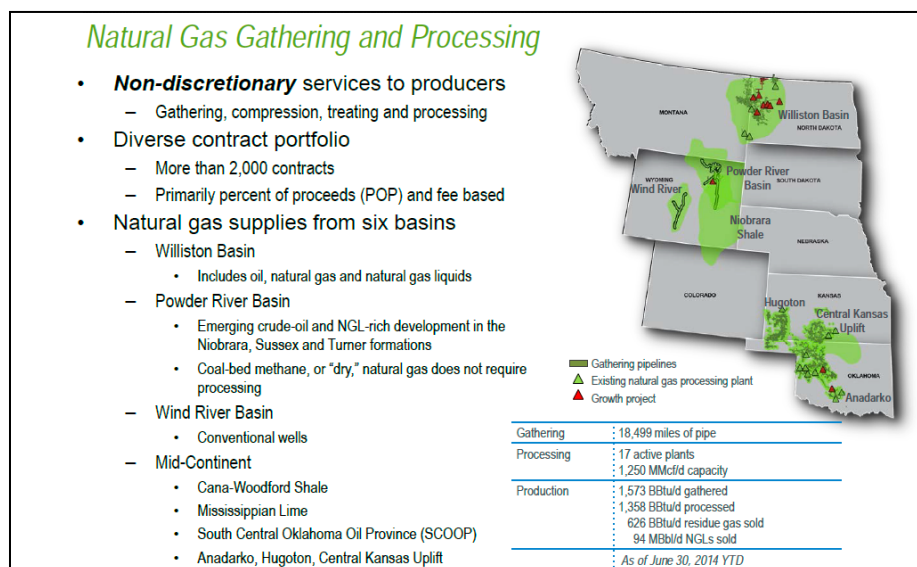 Natural Gas Gathering and Processing
• Non-discretionary services to producers
– Gathering, compression, treating and processing
• Diverse contract portfolio
– More than 2,000 contracts
– Primarily percent of proceeds (POP) and fee based
• Natural gas supplies from six basins
– Williston Basin
• Includes oil, natural gas and natural gas liquids
– Powder River Basin
• Emerging crude-oil and NGL-rich development in the
Niobrara, Sussex and Turner formations
• Coal-bed methane, or “dry,” natural gas does not require
processing
– Wind River Basin
• Conventional wells
– Mid-Continent
• Cana-Woodford Shale
• Mississippian Lime
• South Central Oklahoma Oil Province (SCOOP)
• Anadarko, Hugoton, Central Kansas Uplift
MONTANA
Williston Basin
NORTH DAKOTA
Powder River
Basin
SOUTH DAKOTA
WYOMING
Wind River
Niobrara
Shale
NEBRASKA
COLORADO
Hugoton
KANSAS
Central Kansas
Uplift
OKLAHOMA
Anadarko
Gathering pipelines
Existing natural gas processing plant
Growth project
Gathering 18,499 miles of pipe
Processing 17 active plants
1,250 MMcf/d capacity
Production 1,573 BBtu/d gathered
1,358 BBtu/d processed
626 BBtu/d residue gas sold
94 MBbl/d NGLs sold
As of June 30, 2014 YTD